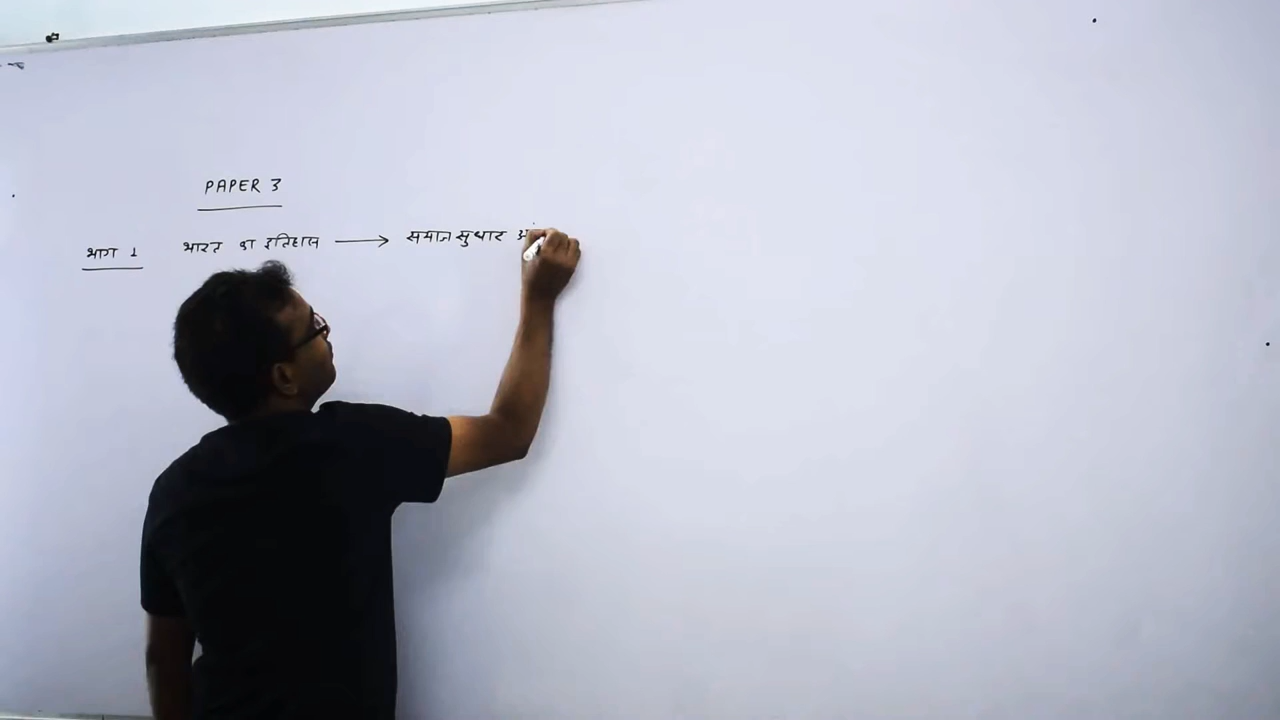 PAPER 3
भाग 1 भारत का इतिहास → समाज सुधार